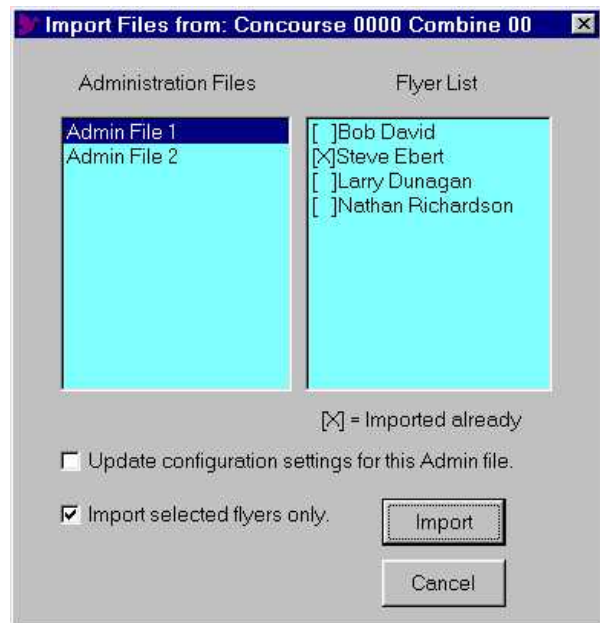 Import Files from: Concourse 0000 Combine 00
Administration Files
Flyer List
Admin File 1
Admin File 2
[ ]Bob David
[X]Steve Ebert
[ ]Larry Dunagan
[ ]Nathan Richardson
[X] = Imported already
Update configuration settings for this Admin file.
Import selected flyers only.
Import
Cancel